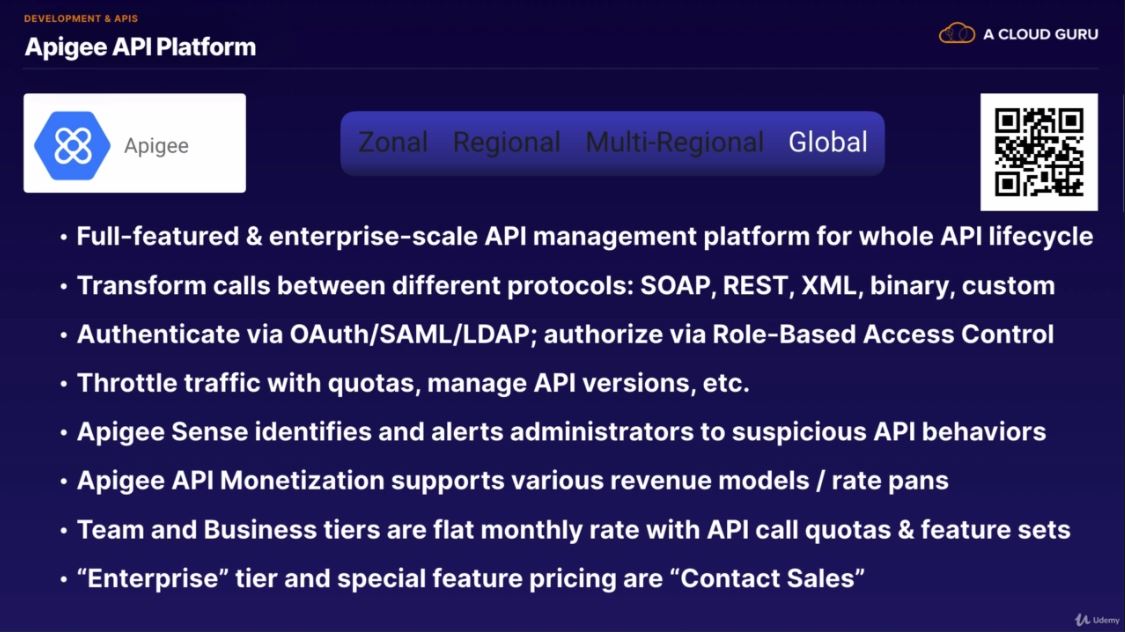 DEVELOPMENT & APIS
Apigee API Platform
A CLOUD GURU
Apigee
Zonal Regional Multi-Regional Global
• Full-featured & enterprise-scale API management platform for whole API lifecycle
• Transform calls between different protocols: SOAP, REST, XML, binary, custom
• Authenticate via OAuth/SAML/LDAP; authorize via Role-Based Access Control
• Throttle traffic with quotas, manage API versions, etc.
• Apigee Sense identifies and alerts administrators to suspicious API behaviors
• Apigee API Monetization supports various revenue models / rate pans
• Team and Business tiers are flat monthly rate with API call quotas & feature sets
• “Enterprise” tier and special feature pricing are “Contact Sales”
Udemy